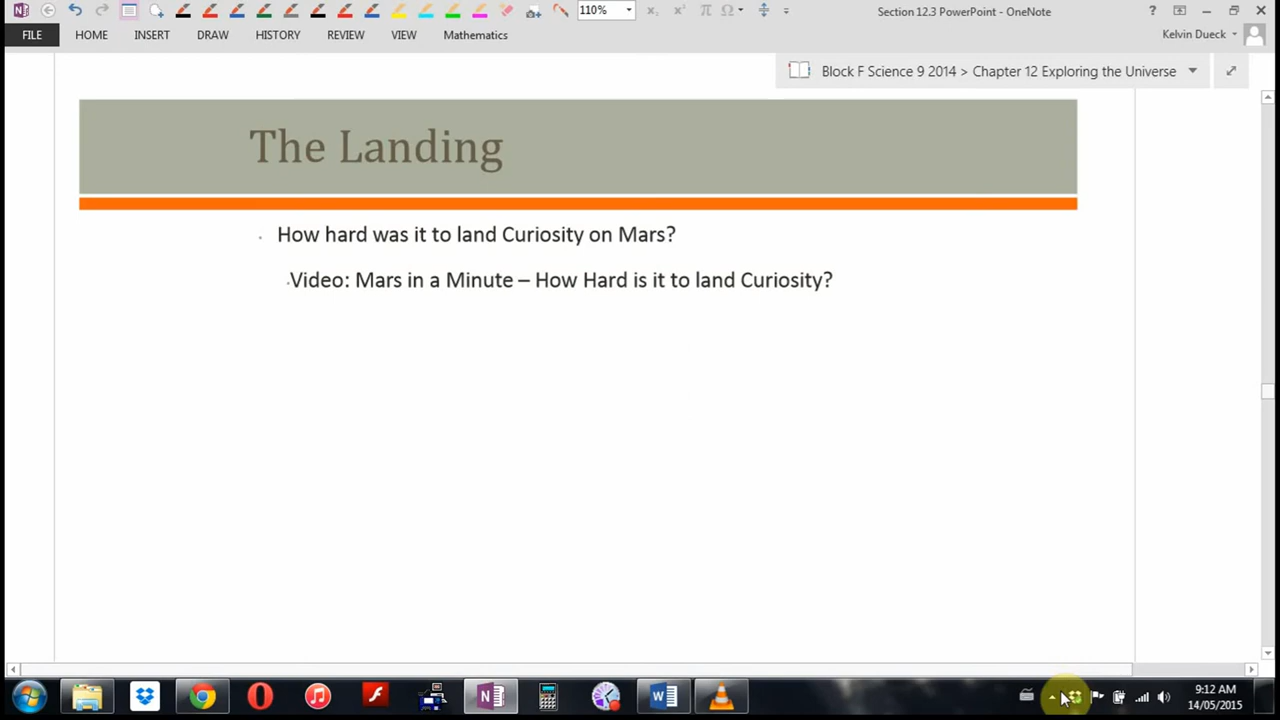 110%
Section 12.3 PowerPoint - OneNote
FILE HOME INSERT DRAW HISTORY REVIEW VIEW Mathematics
Kelvin Dueck
Block F Science 9 2014 > Chapter 12 Exploring the Universe
The Landing
How hard was it to land Curiosity on Mars?
Video: Mars in a Minute – How Hard is it to land Curiosity?
9:12 AM
14/05/2015